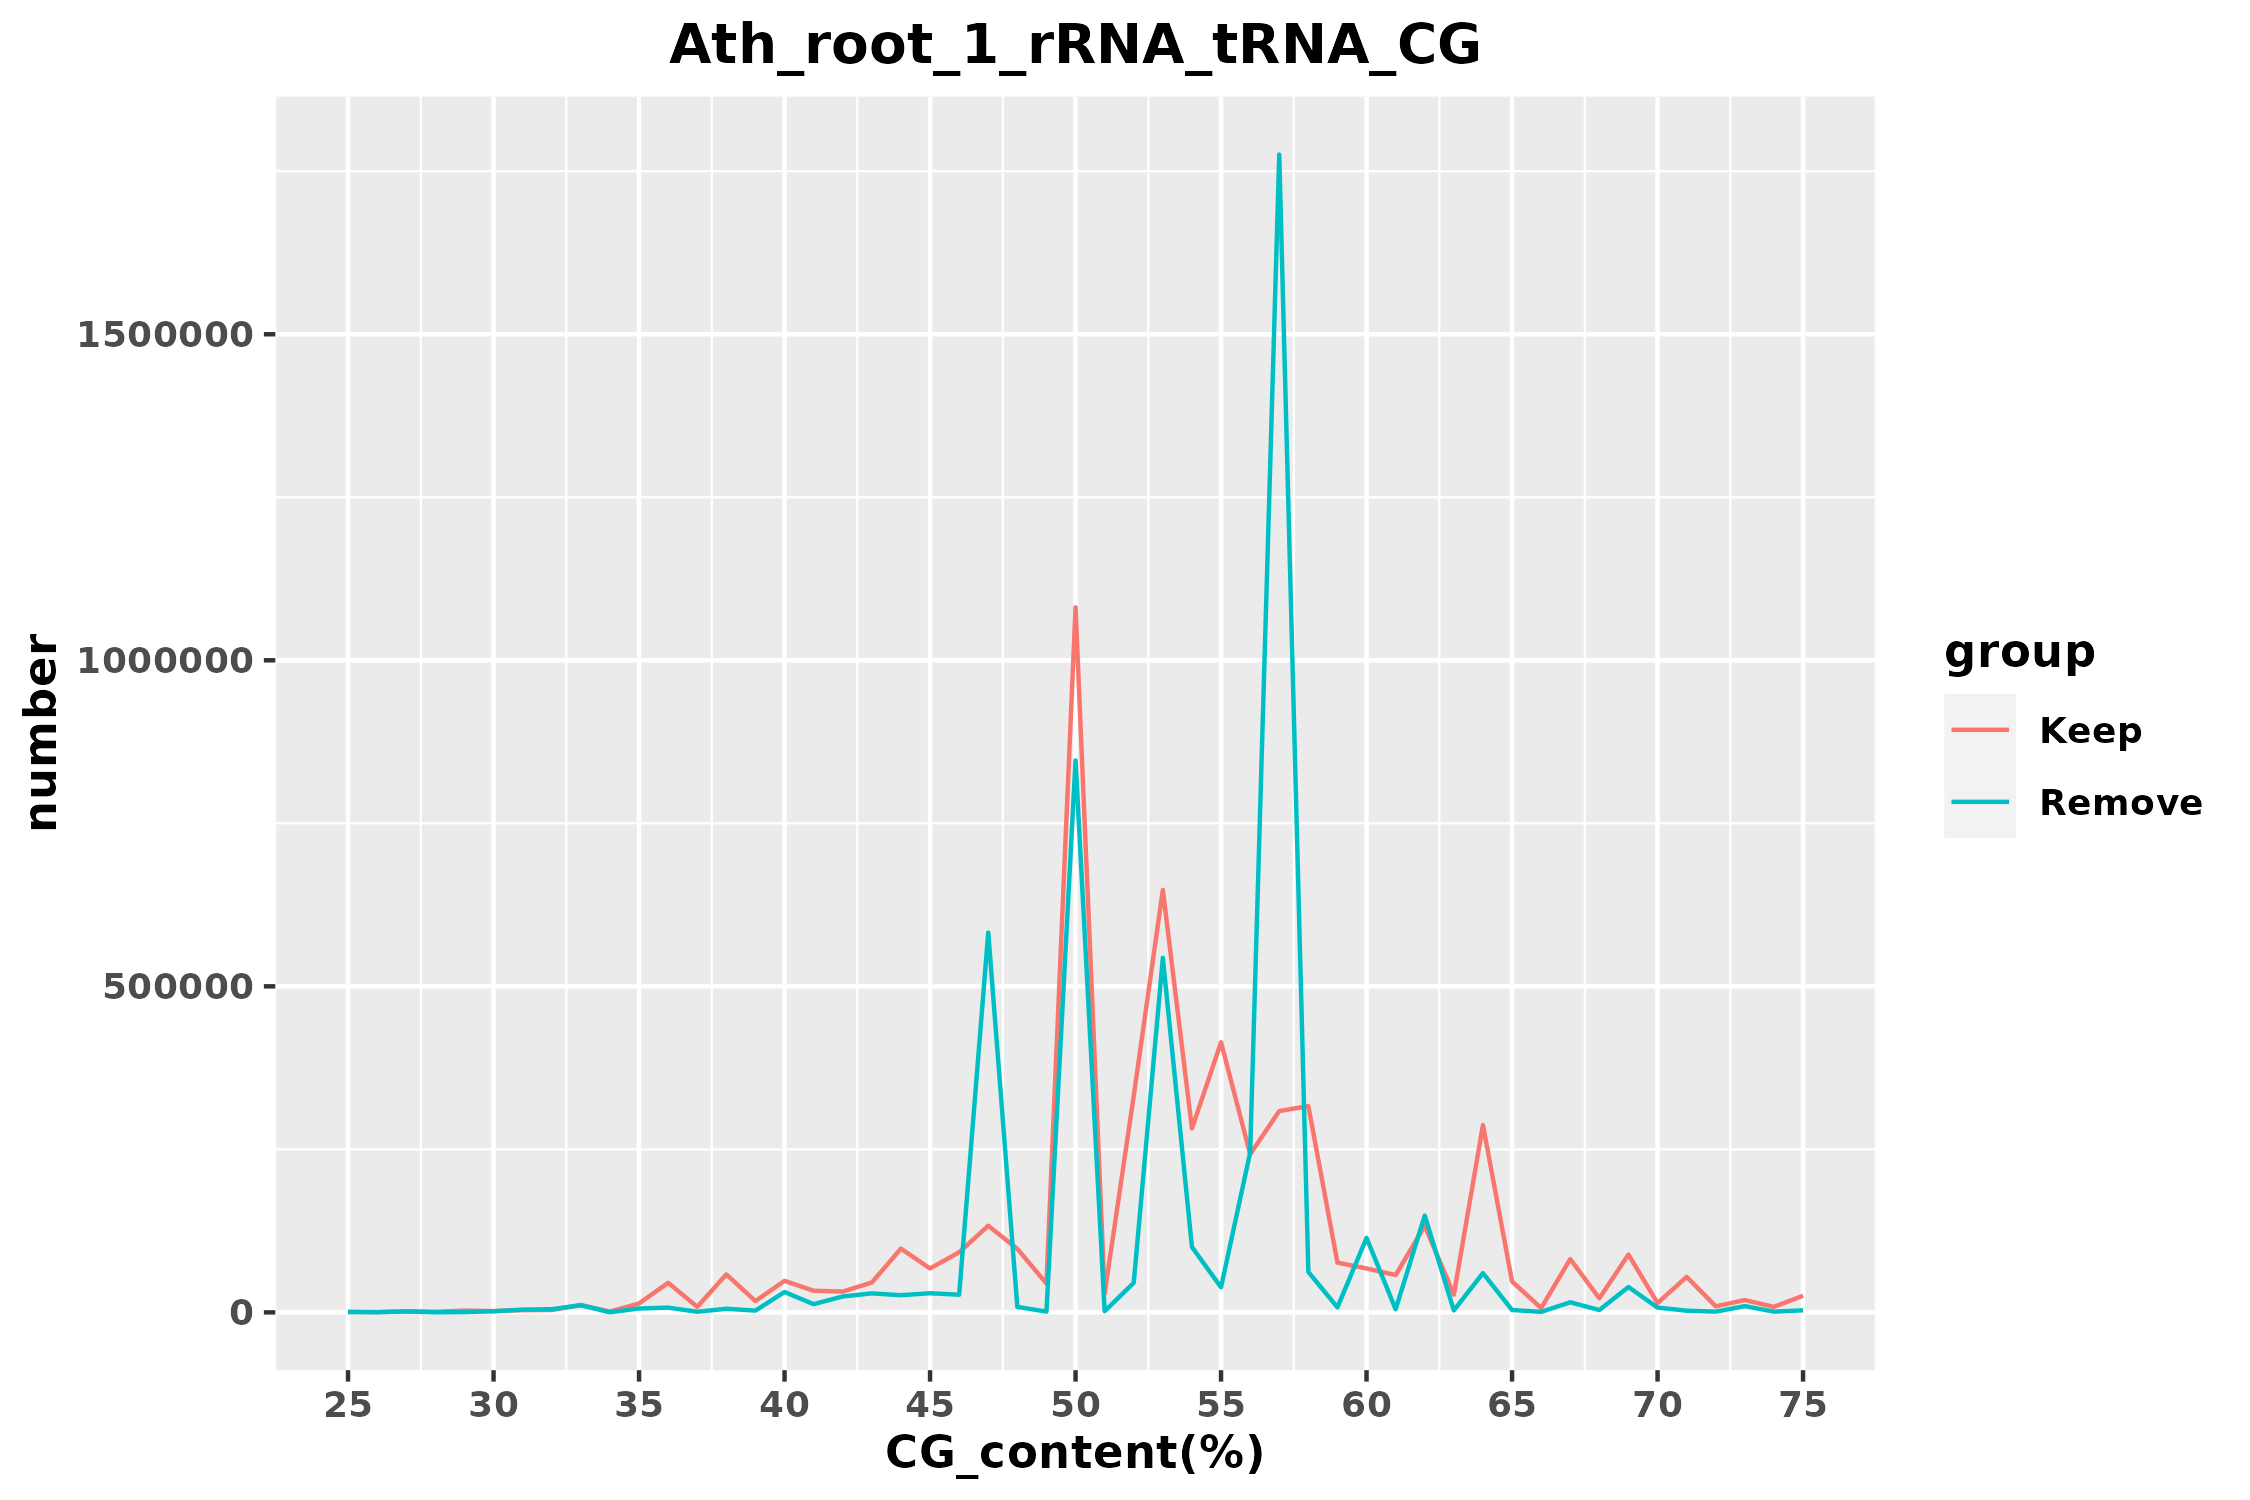 Ath_root_1_rRNA_tRNA_CG
number
1500000
1000000
500000
0
25 30 35 40 45 50 55 60 65 70 75
CG_content(%)
group
Keep
Remove